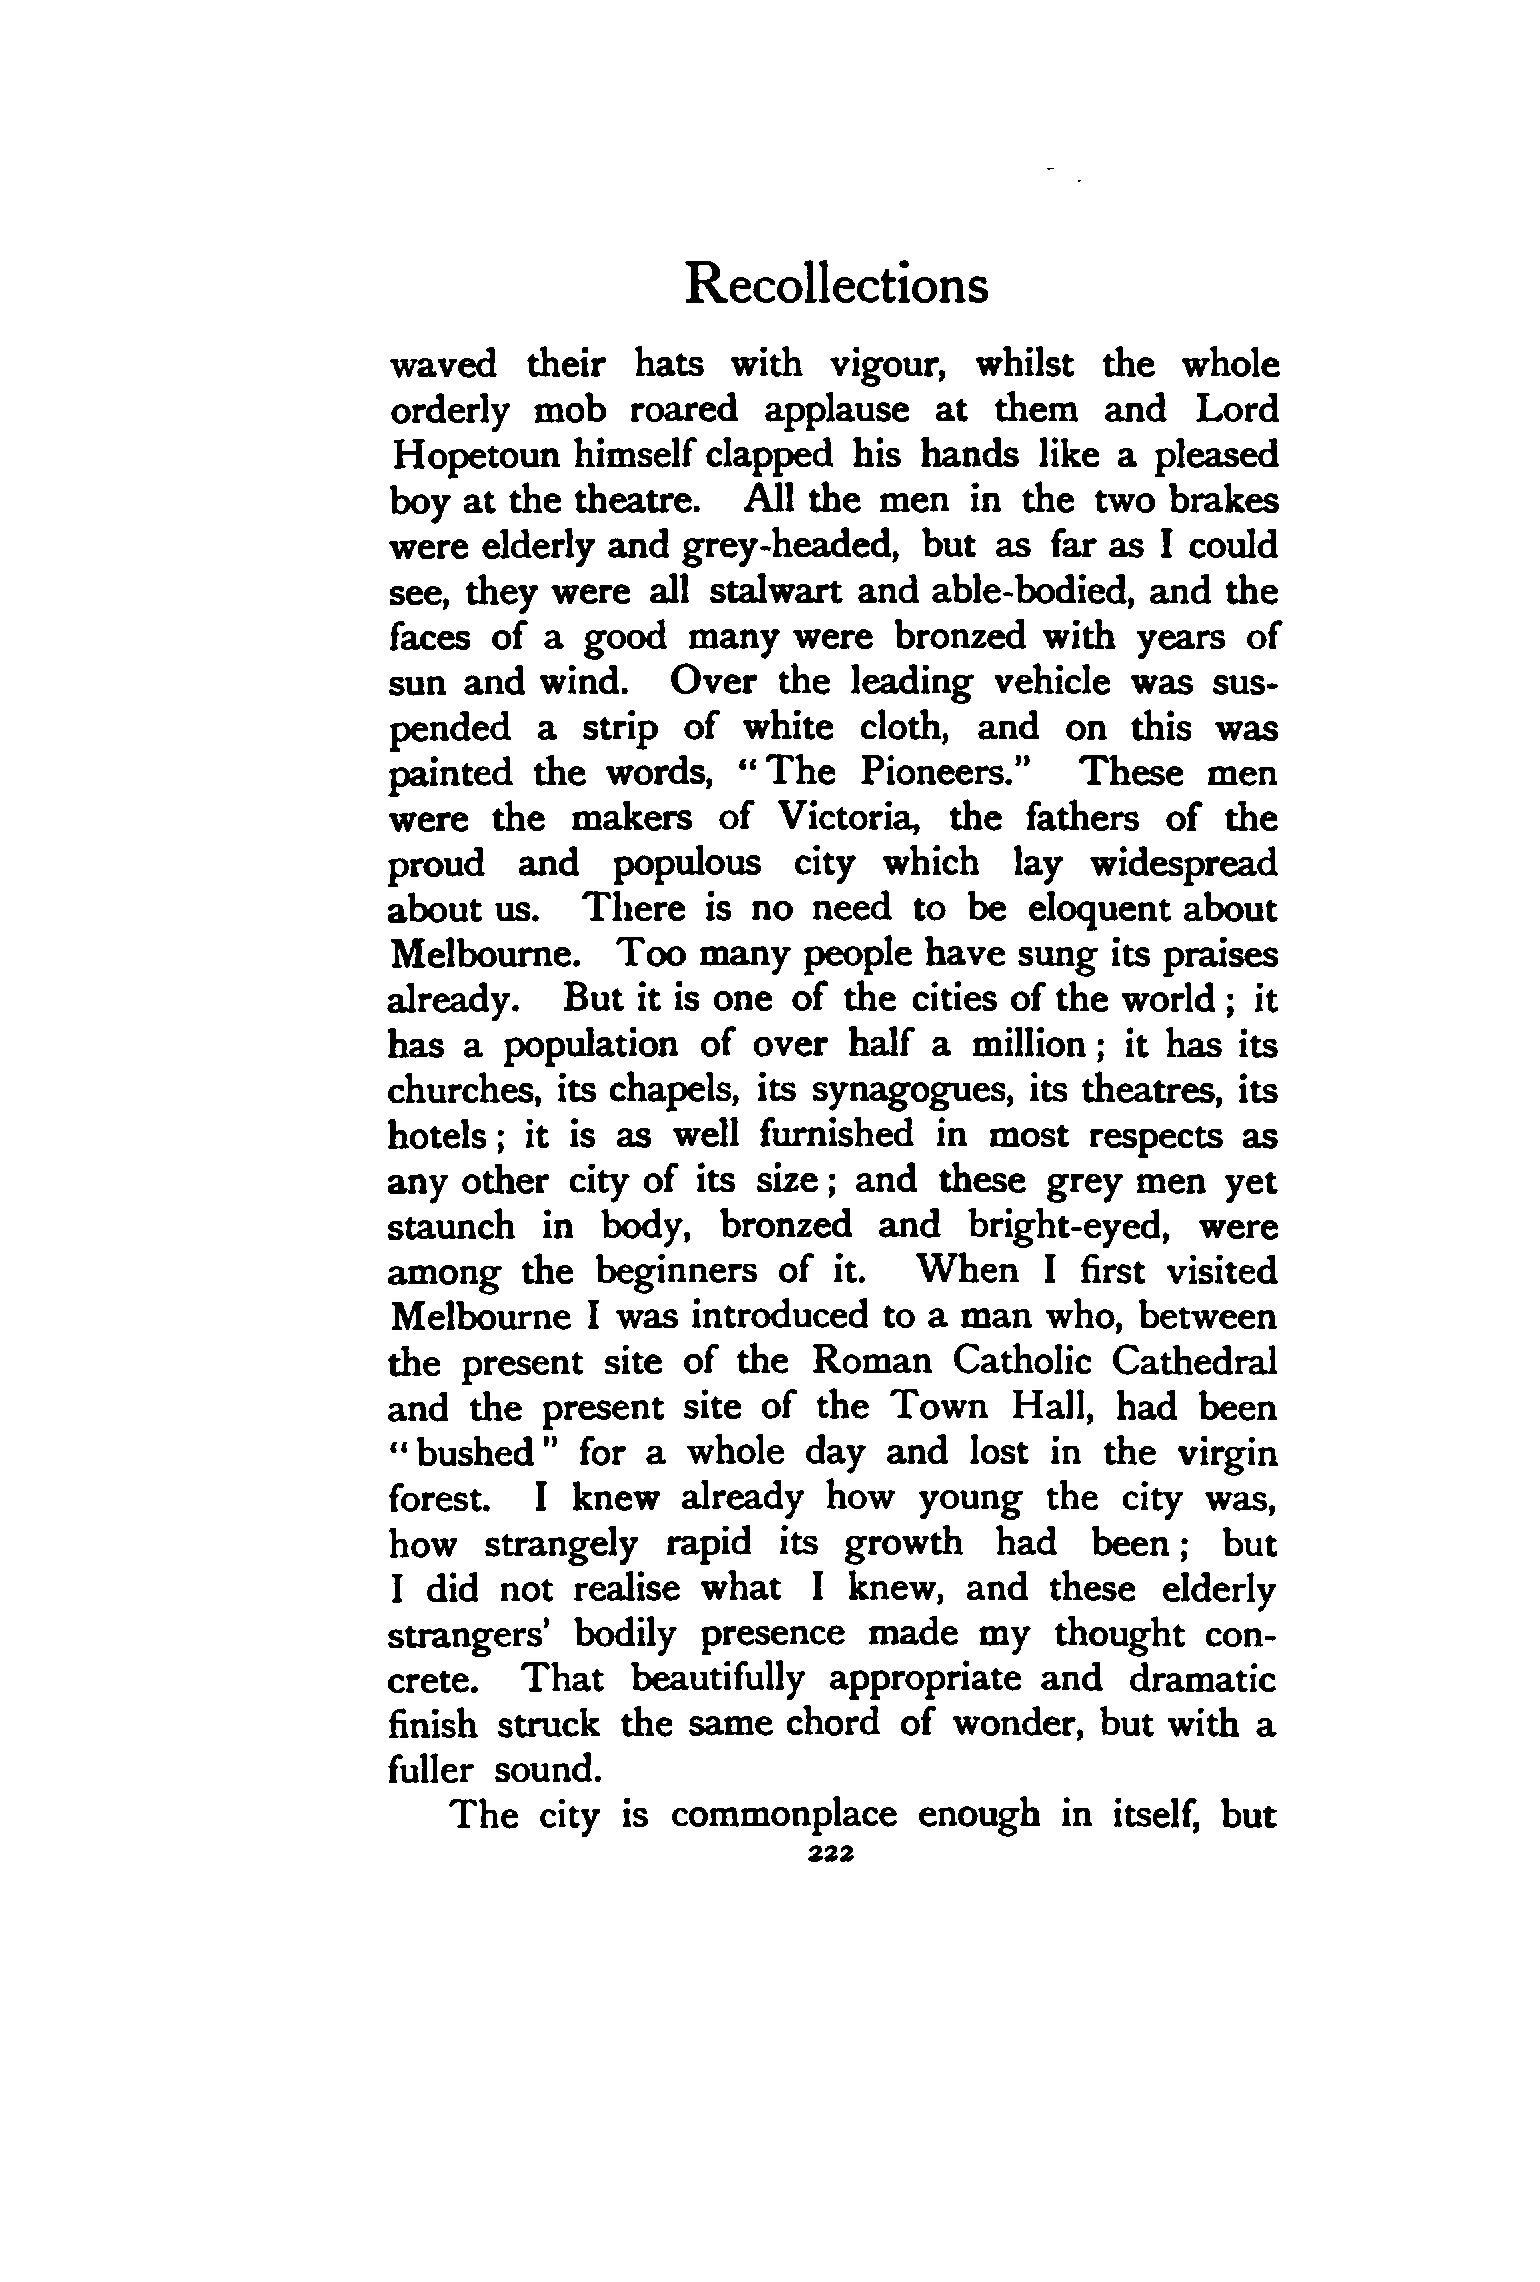 Recollections
waved their hats with vigour, whilst the whole
orderly mob roared applause at them and Lord
Hopetoun himself clapped his hands like a pleased
boy at the theatre. All the men in the two brakes
were elderly and grey-headed, but as far as I could
see, they were all stalwart and able-bodied, and the
faces of a good many were bronzed with years of
sun and wind. Over the leading vehicle was sus-
pended a strip of white cloth, and on this was
painted the words, “The Pioneers.” These men
were the makers of Victoria, the fathers of the
proud and populous city which lay widespread
about us. There is no need to be eloquent about
Melbourne. Too many people have sung its praises
already. But it is one of the cities of the world; it
has a population of over half a million; it has its
churches, its chapels, its synagogues, its theatres, its
hotels; it is as well furnished in most respects as
any other city of its size; and these grey men yet
staunch in body, bronzed and bright-eyed, were
among the beginners of it. When I first visited
Melbourne I was introduced to a man who, between
the present site of the Roman Catholic Cathedral
and the present site of the Town Hall, had been
“bushed” for a whole day and lost in the virgin
forest. I knew already how young the city was,
how strangely rapid its growth had been; but
I did not realise what I knew, and these elderly
strangers’ bodily presence made my thought con-
crete. That beautifully appropriate and dramatic
finish struck the same chord of wonder, but with a
fuller sound.
The city is commonplace enough in itself, but
222